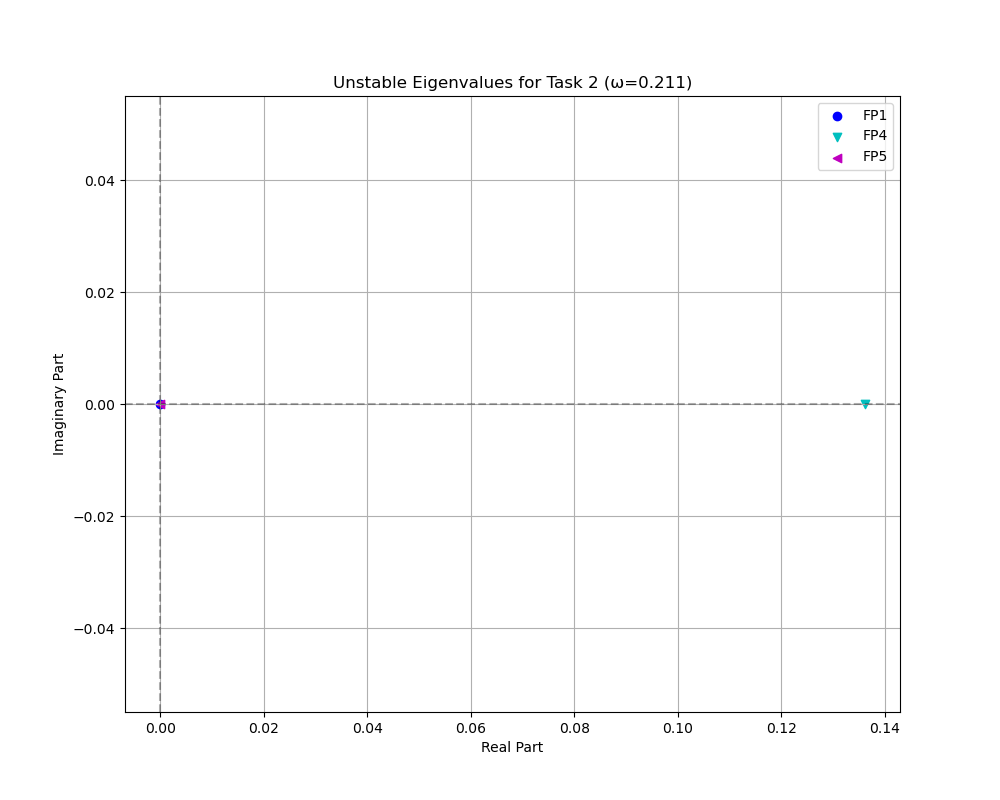 Unstable Eigenvalues for Task 2 (ω=0.211)
FP1
FP4
FP5
0.04
0.02
0.00
−0.02
−0.04
Imaginary Part
0.00 0.02 0.04 0.06 0.08 0.10 0.12 0.14
Real Part